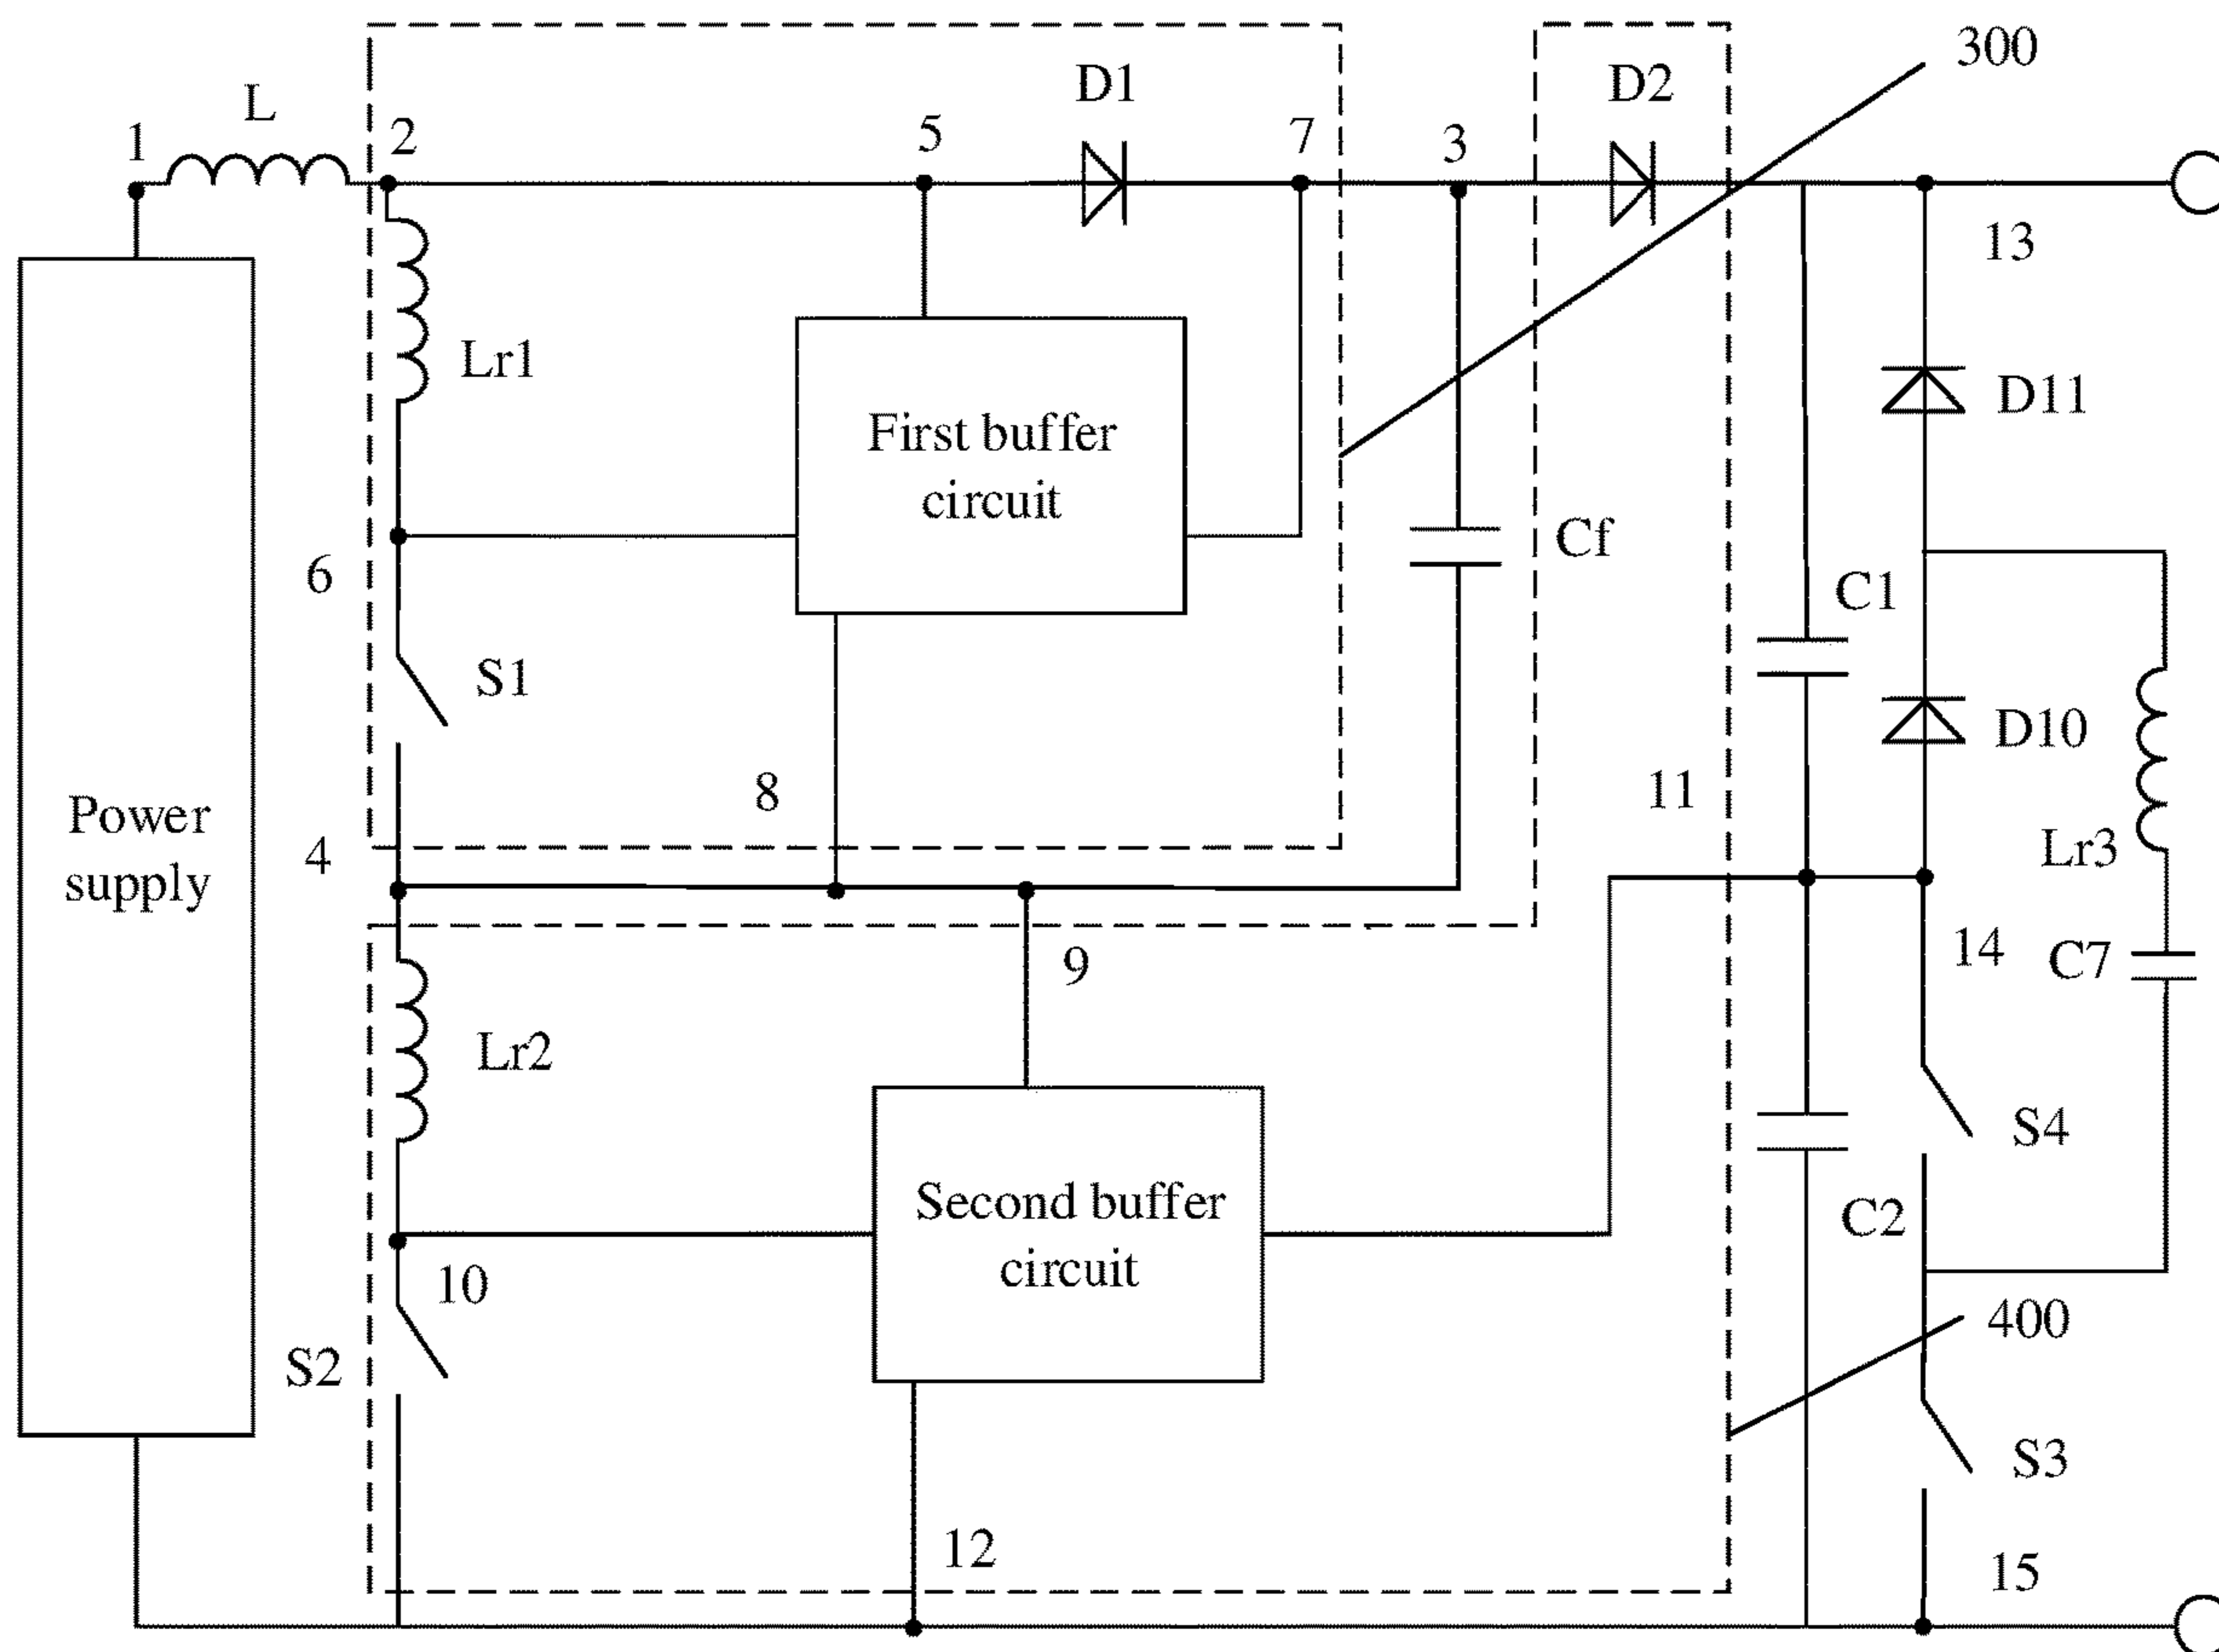 300
D1
D2
L
1
2
5
7
3
13
Lr1
D11
First buffer
circuit
Cf
6
C1
S1
D10
8
11
Power
supply
4
Lr3
9
14
C7
Lr2
S4
Second buffer
circuit
C2
10
400
S2
S3
12
15